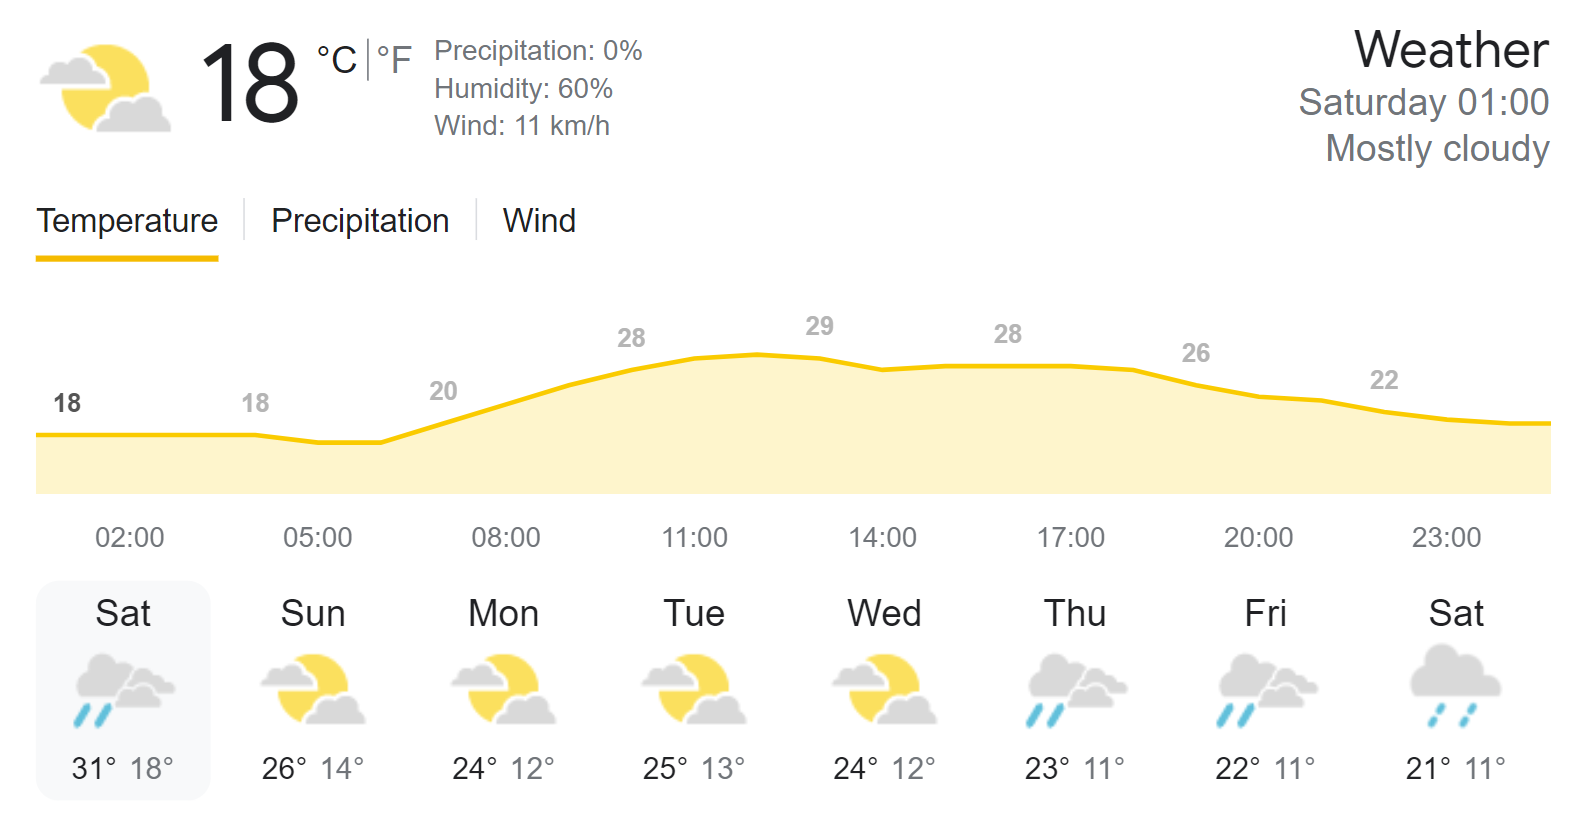 18 °C|°F
Precipitation: 0%
Humidity: 60%
Wind: 11 km/h
Weather
Saturday 01:00
Mostly cloudy
Temperature | Precipitation | Wind
18 18 20 28 29 28 26 22
02:00 05:00 08:00 11:00 14:00 17:00 20:00 23:00
Sat Sun Mon Tue Wed Thu Fri Sat
31° 18° 26° 14° 24° 12° 25° 13° 24° 12° 23° 11° 22° 11° 21° 11°